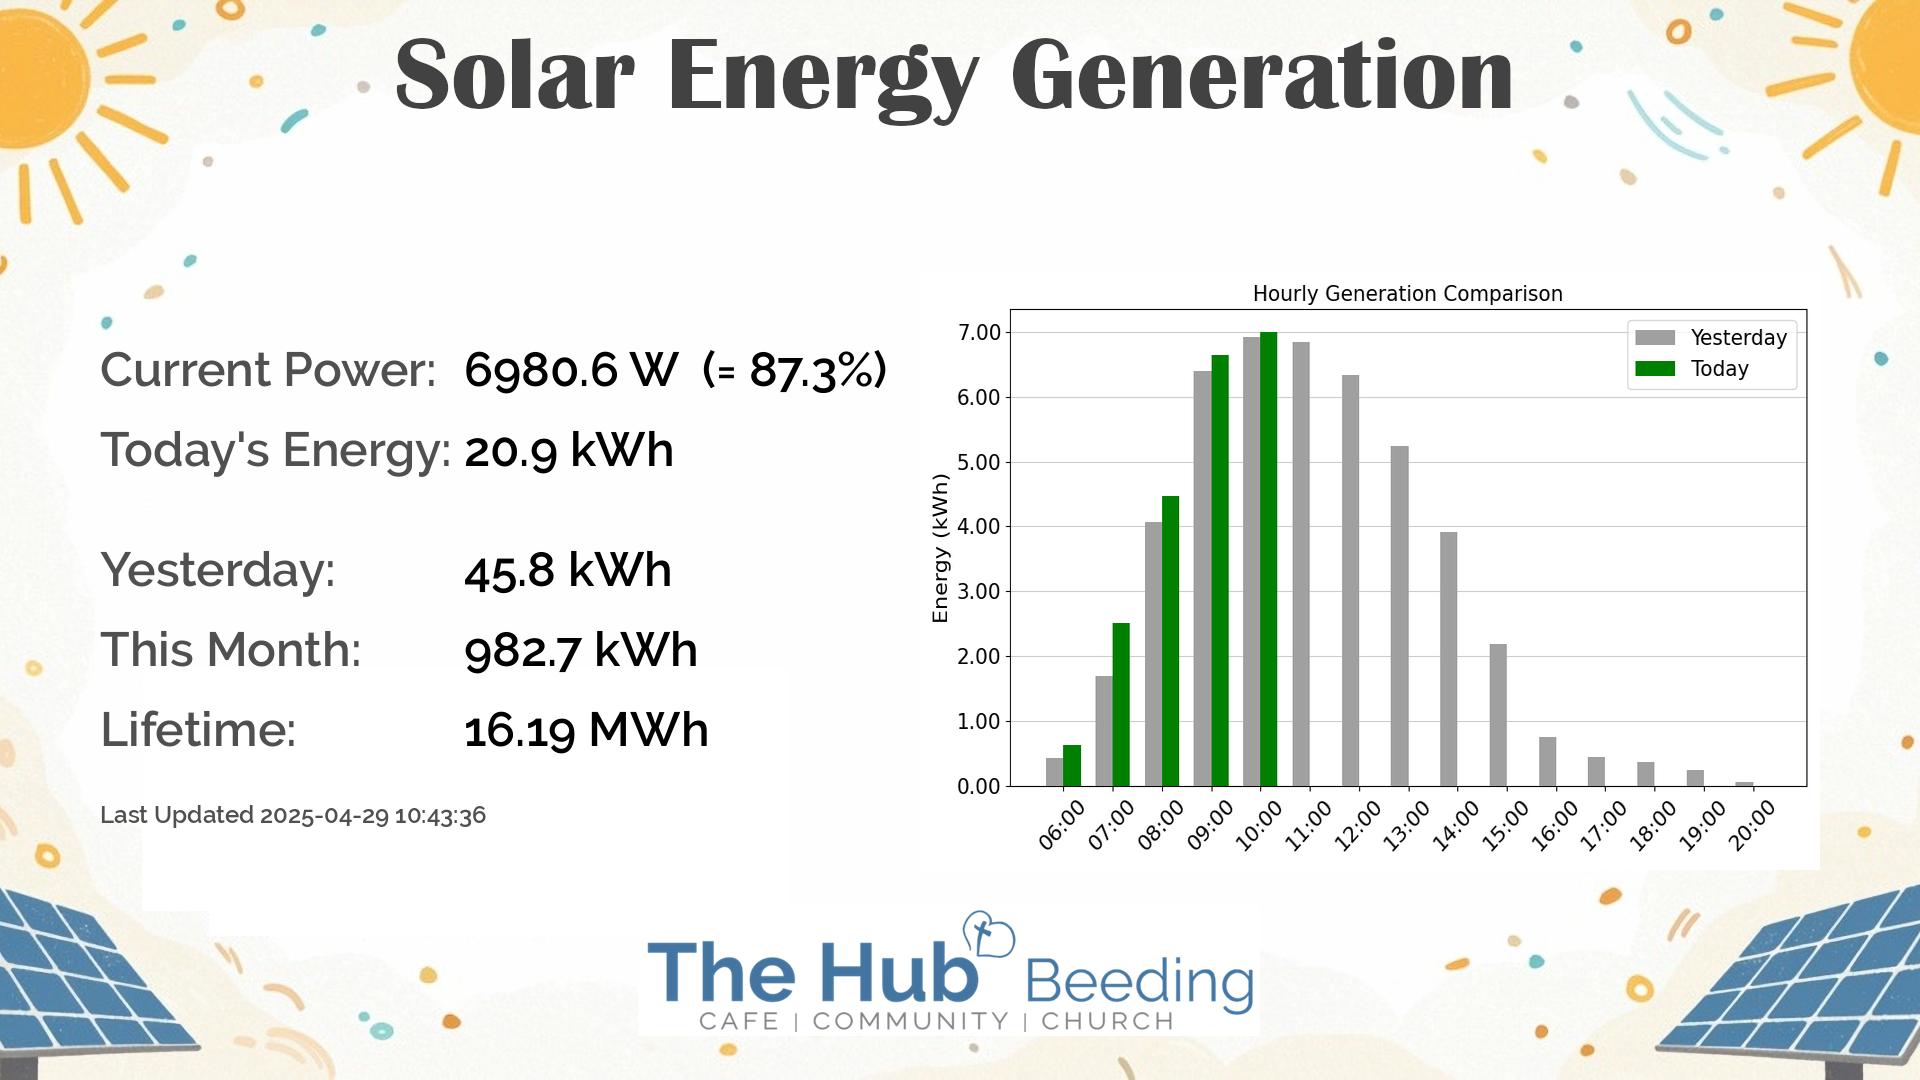 Solar Energy Generation
Current Power: 6980.6 W (= 87.3%)
Today's Energy: 20.9 kWh
Yesterday: 45.8 kWh
This Month: 982.7 kWh
Lifetime: 16.19 MWh
Last Updated 2025-04-29 10:43:36
Hourly Generation Comparison
Yesterday
Today
Energy (kWh)
7.00
6.00
5.00
4.00
3.00
2.00
1.00
0.00
06:00 07:00 08:00 09:00 10:00 11:00 12:00 13:00 14:00 15:00 16:00 17:00 18:00 19:00 20:00
The Hub Beeding
CAFE | COMMUNITY | CHURCH